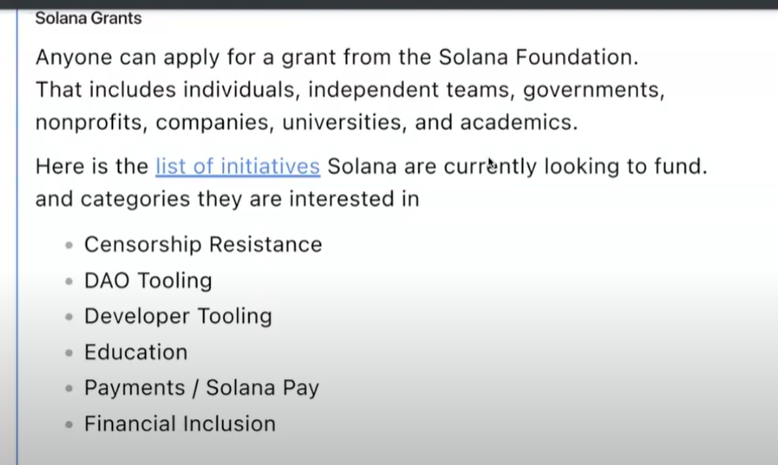 Solana Grants
Anyone can apply for a grant from the Solana Foundation.
That includes individuals, independent teams, governments,
nonprofits, companies, universities, and academics.
Here is the list of initiatives Solana are currently looking to fund.
and categories they are interested in
Censorship Resistance
DAO Tooling
Developer Tooling
Education
Payments / Solana Pay
Financial Inclusion